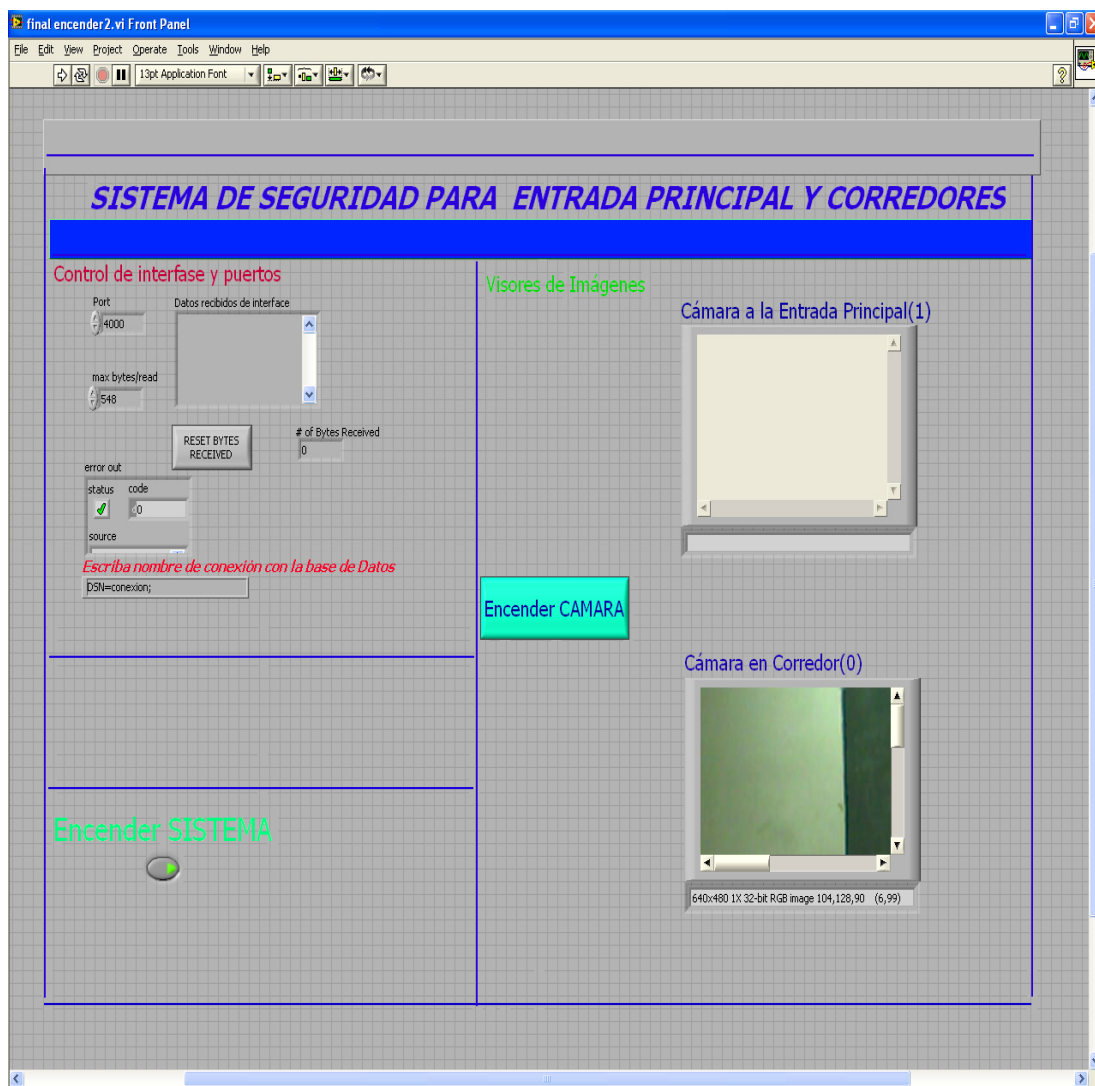 final encender2.vi Front Panel
File Edit View Project Operate Tools Window Help
13pt Application Font
SISTEMA DE SEGURIDAD PARA ENTRADA PRINCIPAL Y CORREDORES
Control de interfase y puertos
Port
4000
Datos recibidos de interface
max bytes/read
548
RESET BYTES
RECEIVED
# of Bytes Received
0
error out
status code
0
source
Escriba nombre de conexión con la base de Datos
DSN=conexion;
Encender SISTEMA
Visores de Imágenes
Cámara a la Entrada Principal(1)
Encender CAMARA
Cámara en Corredor(0)
640x480 1X 32-bit RGB image 104,128,90 (6,99)